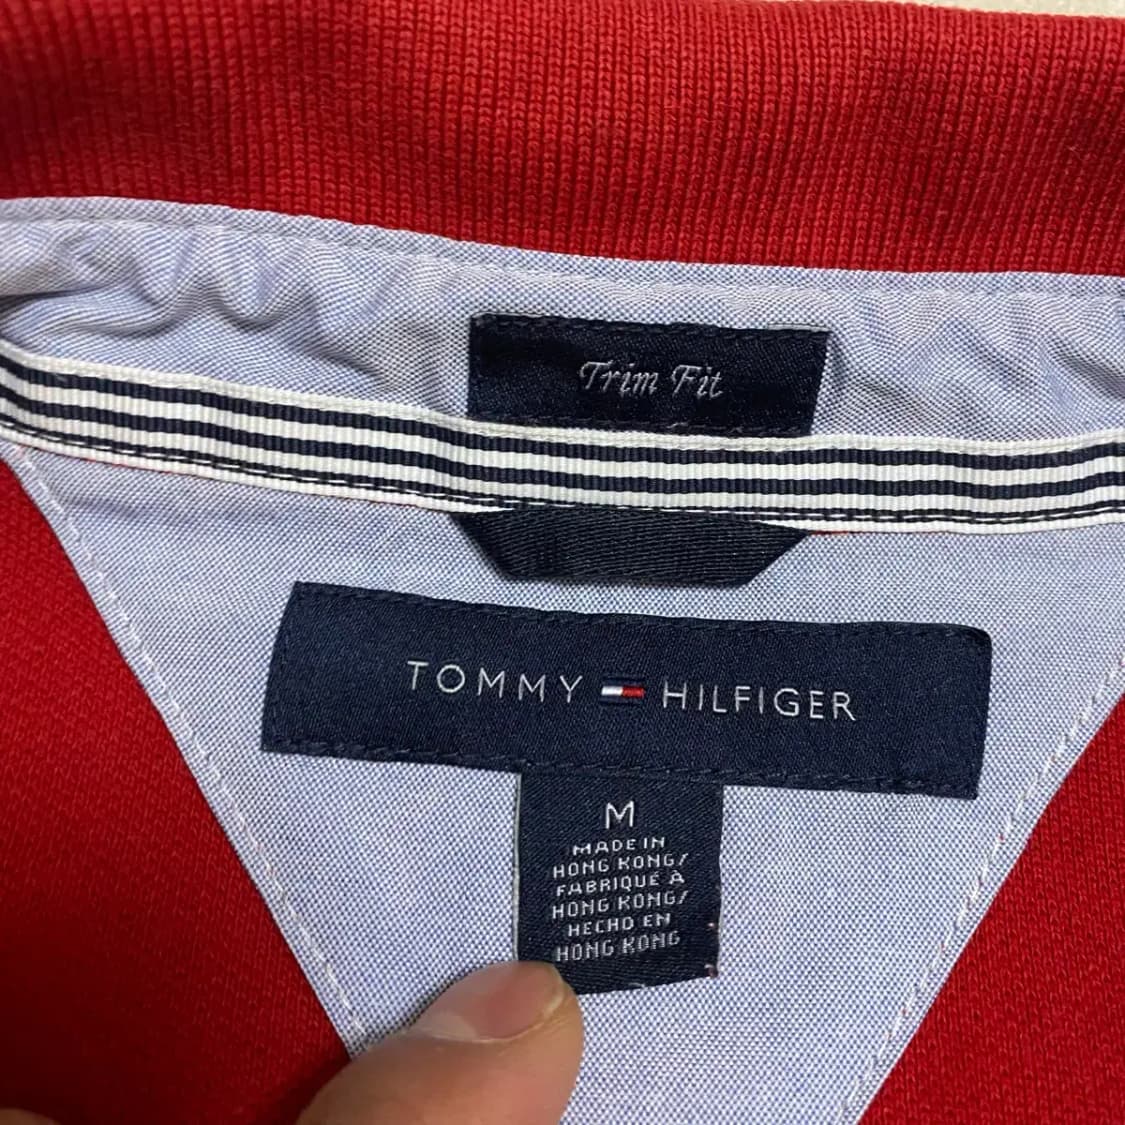 Trim Fit
TOMMY HILFIGER
M
MADE IN
HONG KONG/
FABRIQUÉ À
HONG KONG/
HECHO EN
HONG KONG